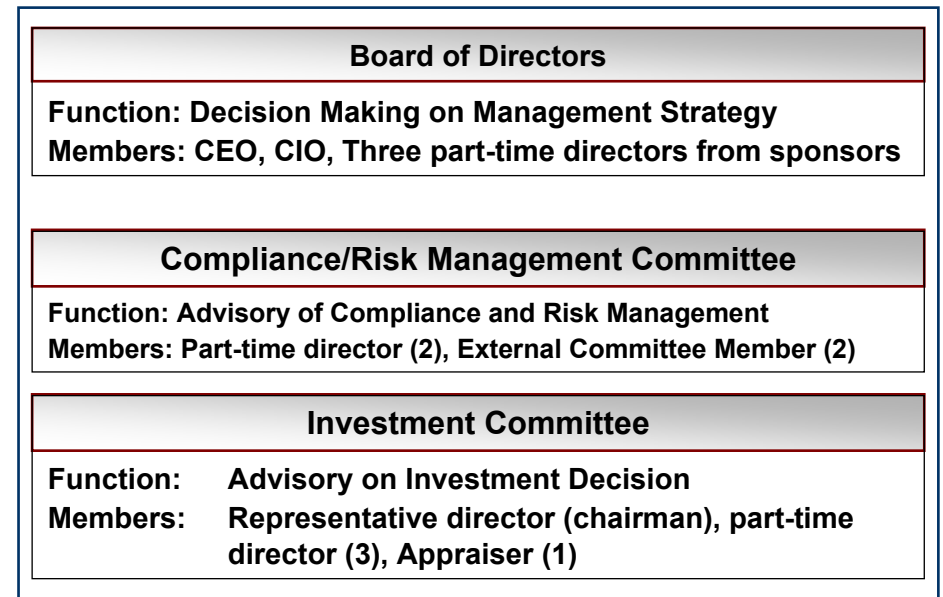 Board of Directors
Function: Decision Making on Management Strategy
Members: CEO, CIO, Three part-time directors from sponsors
Compliance/Risk Management Committee
Function: Advisory of Compliance and Risk Management
Members: Part-time director (2), External Committee Member (2)
Investment Committee
Function: Advisory on Investment Decision
Members: Representative director (chairman), part-time
director (3), Appraiser (1)